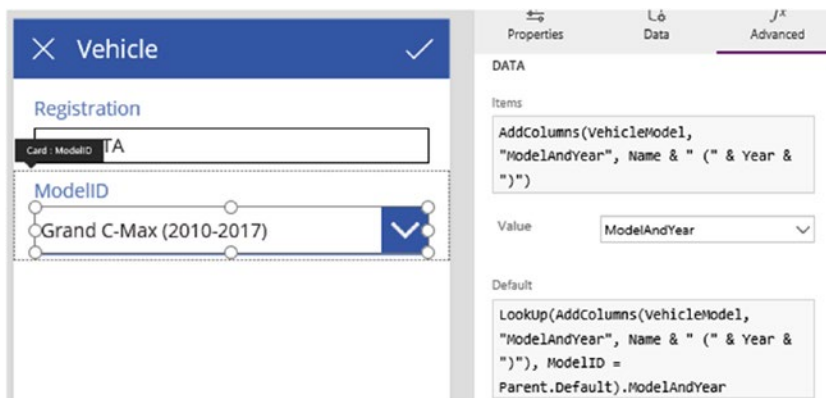 Vehicle
Registration
TA
Card : ModelID
ModelID
Grand C-Max (2010-2017)
Properties
Data
Advanced
DATA
Items
AddColumns(VehicleModel,
"ModelAndYear", Name & " (" & Year &
")")
Value
ModelAndYear
Default
LookUp(AddColumns(VehicleModel,
"ModelAndYear", Name & " (" & Year &
")"), ModelID =
Parent.Default).ModelAndYear